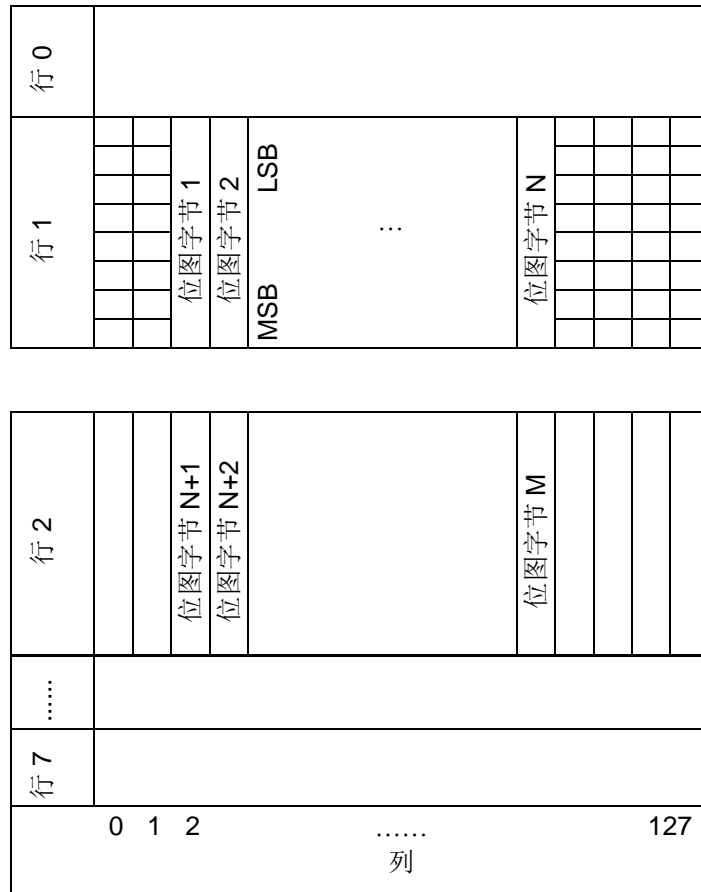 行 0
行 1
位图字节 1
位图字节 2
LSB
MSB
…
位图字节 N
行 2
位图字节 N+1
位图字节 N+2
位图字节 M
……
行 7
0 1 2 …… 127
列